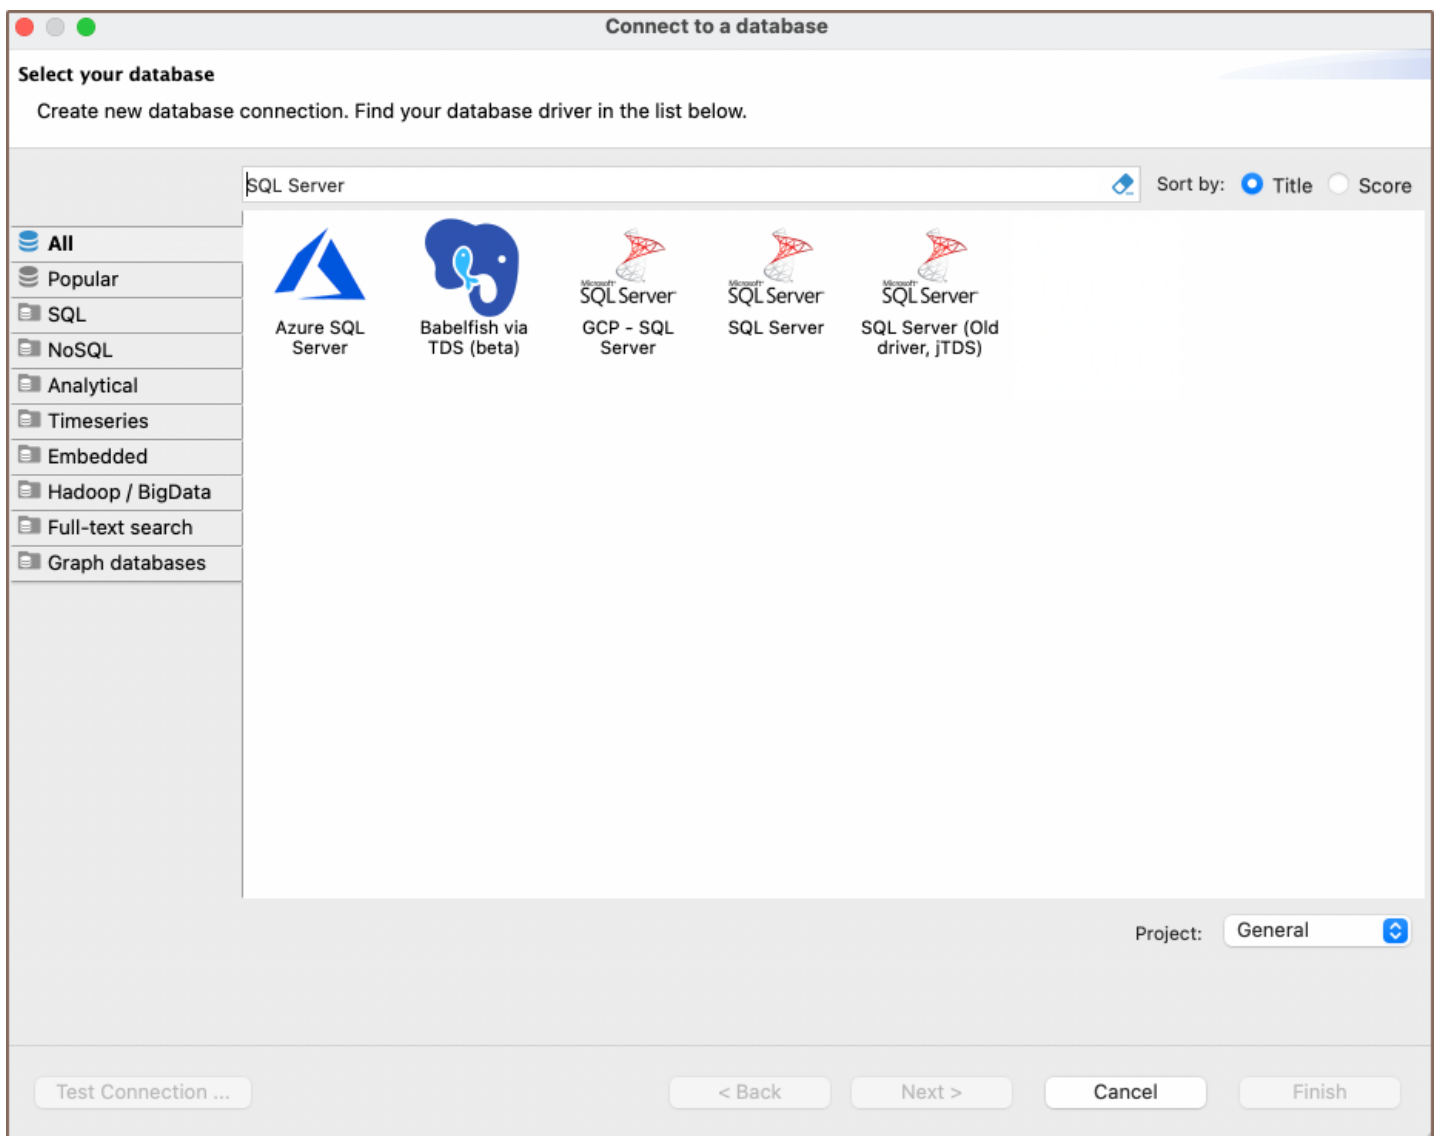 Connect to a database
Select your database
Create new database connection. Find your database driver in the list below.
SQL Server
Sort by:
Title
Score
All
Popular
SQL
NoSQL
Analytical
Timeseries
Embedded
Hadoop / BigData
Full-text search
Graph databases
Azure SQL
Server
Babelfish via
TDS (beta)
Microsoft
SQL Server
GCP - SQL
Server
Microsoft
SQL Server
SQL Server
Microsoft
SQL Server
SQL Server (Old
driver, jTDS)
Project:
General
Test Connection ...
< Back
Next >
Cancel
Finish